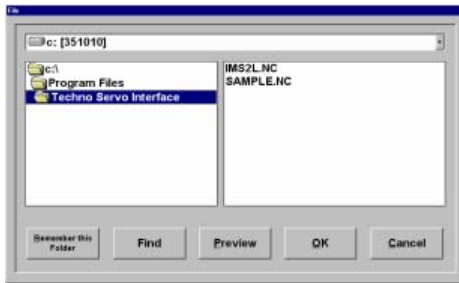 File
c: [351010]
c:\
Program Files
Techno Servo Interface
IMS2L.NC
SAMPLE.NC
Remember this
Folder
Find
Preview
OK
Cancel